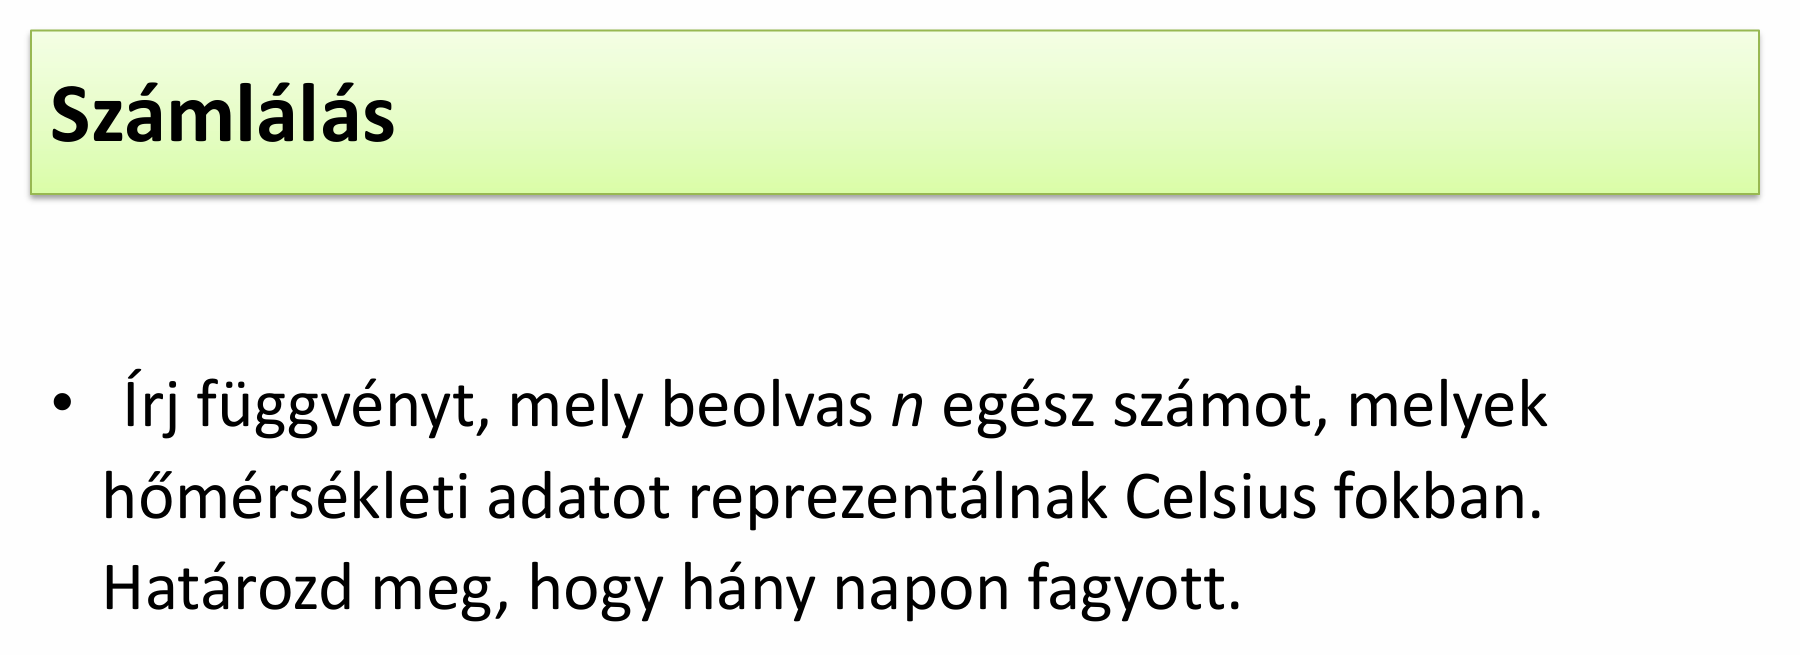 Számlálás
• Írj függvényt, mely beolvas n egész számot, melyek
hőmérsékleti adatot reprezentálnak Celsius fokban.
Határozd meg, hogy hány napon fagyott.